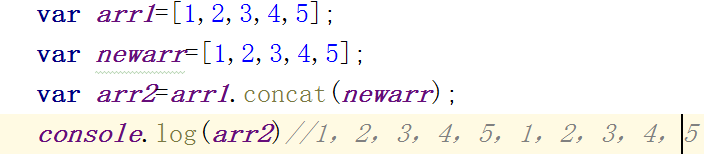 var arr1=[1,2,3,4,5];
var newarr=[1,2,3,4,5];
var arr2=arr1.concat(newarr);
console.log(arr2)//1, 2, 3, 4, 5, 1, 2, 3, 4, 5